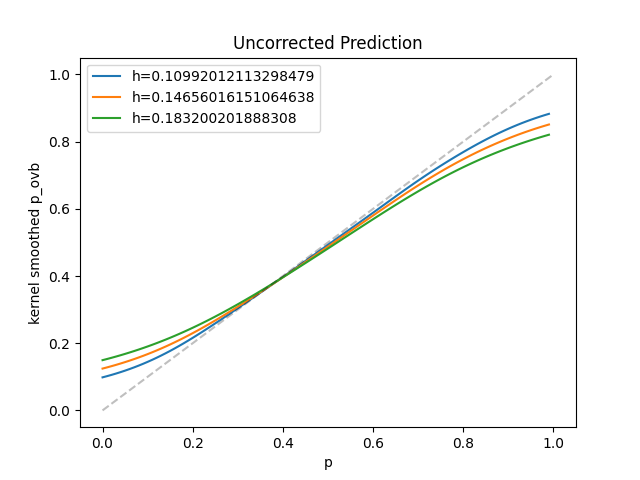 Uncorrected Prediction
h=0.10992012113298479
h=0.14656016151064638
h=0.183200201888308
kernel smoothed p_ovb
1.0
0.8
0.6
0.4
0.2
0.0
0.0 0.2 0.4 0.6 0.8 1.0
p